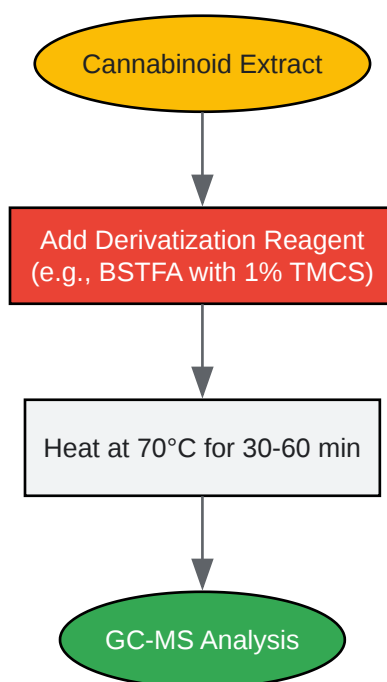 Cannabinoid Extract
Add Derivatization Reagent
(e.g., BSTFA with 1% TMCS)
Heat at 70°C for 30-60 min
GC-MS Analysis